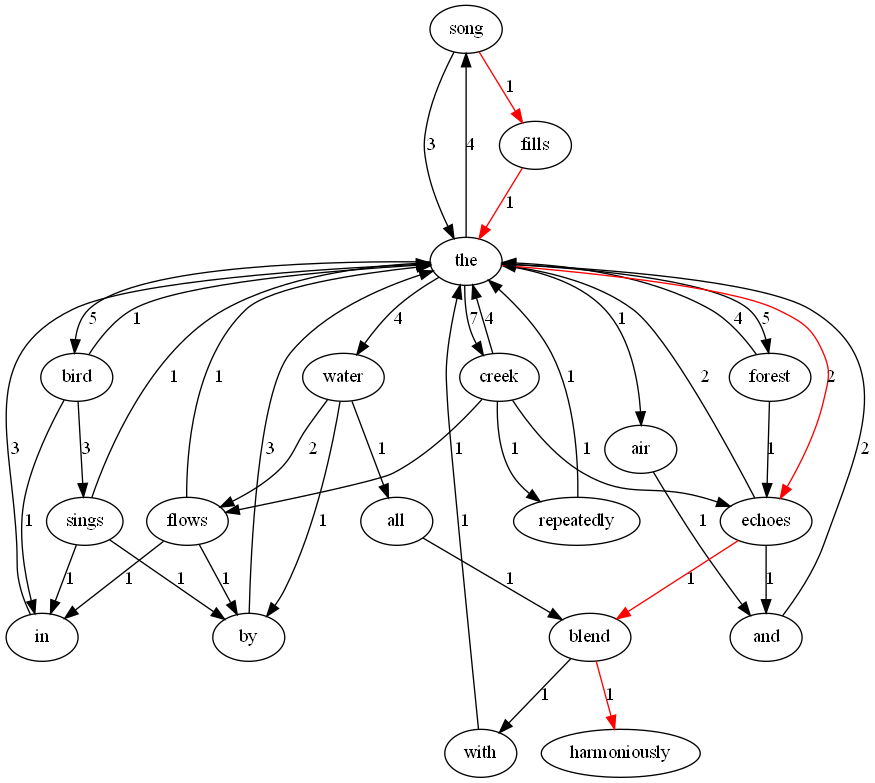 song
1
3 4
fills
1
the
5 1 4 7 4 1 4 5 2
bird water creek forest
3 1 1 2 1 1 1 1 2 1
air
3 1 1 3 2
sings flows all repeatedly echoes
1 1 1 1 1 1 1 1 1
in by blend and
1 1
with harmoniously